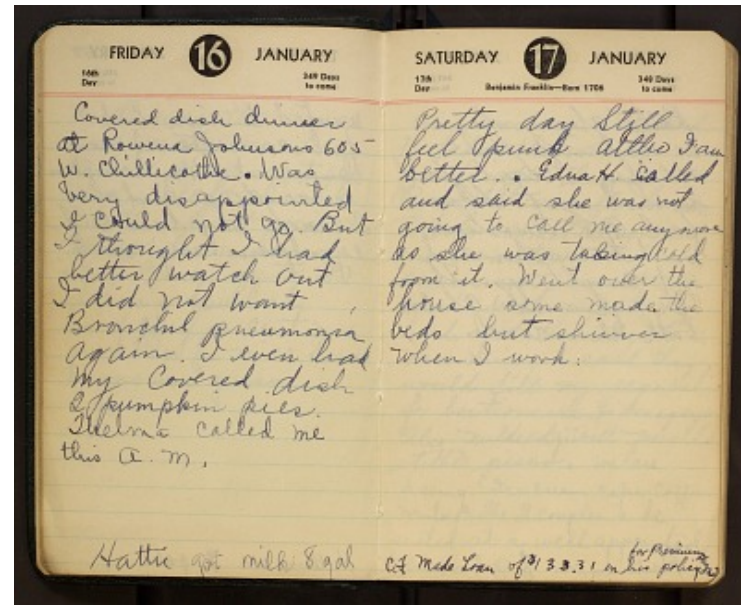 FRIDAY 16 JANUARY
16th Day
349 Days to come
Covered dish dinner
at Rowena Johnsons 605
W. Chillicothe. Was
very disappointed
I could not go. But
I thought I had
better watch out
I did not want
Bronchil pneumonia
again. I even had
my Covered dish
2 pumpkin pies.
Thelma called me
this A. M.
Hattie got milk 8 gal
SATURDAY 17 JANUARY
17th Day
Benjamin Franklin—Born 1706
348 Days to come
Pretty day Still
feel punk altho I am
better. Edna H. called
and said she was not
going to call me anymore
as she was taking cold
from it. Went over the
house some made the
beds but shiver
when I work.
for Premium
Made Loan of $133.31 on his policy